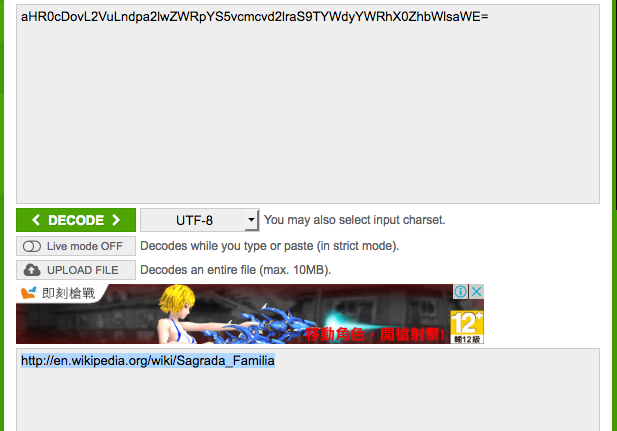 aHR0cDovL2VuLndpa2lwZWRpYS5vcmcvd2lraS9TYWdyYWRhX0ZhbWlsaWE=
DECODE
UTF-8
You may also select input charset.
Live mode OFF
Decodes while you type or paste (in strict mode).
UPLOAD FILE
Decodes an entire file (max. 10MB).
即刻槍戰
移動角色 開槍射擊!
12+
輔12級
http://en.wikipedia.org/wiki/Sagrada_Familia